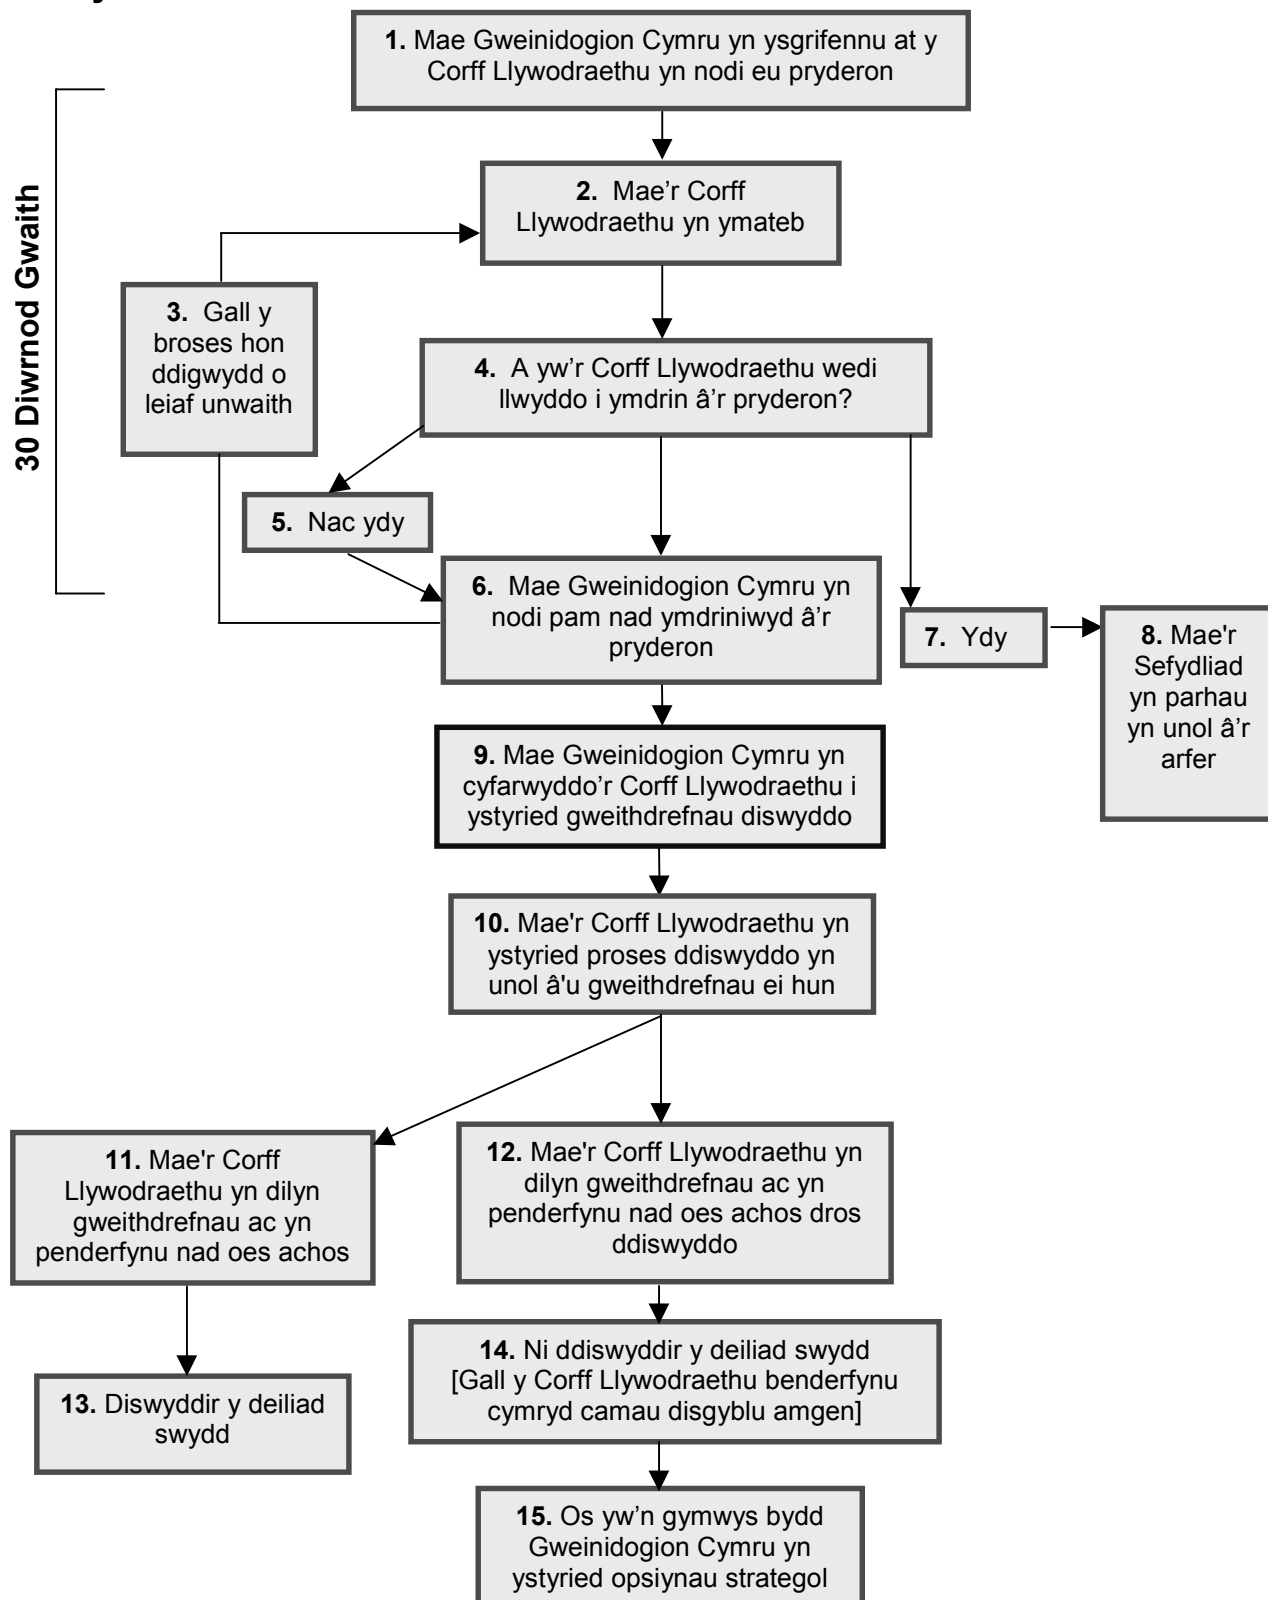 1. Mae Gweinidogion Cymru yn ysgrifennu at y
Corff Llywodraethu yn nodi eu pryderon
30 Diwrnod Gwaith
2. Mae’r Corff
Llywodraethu yn ymateb
3. Gall y
broses hon
ddigwydd o
leiaf unwaith
4. A yw’r Corff Llywodraethu wedi
llwyddo i ymdrin â’r pryderon?
5. Nac ydy
6. Mae Gweinidogion Cymru yn
nodi pam nad ymdriniwyd â’r
pryderon
7. Ydy
8. Mae'r
Sefydliad
yn parhau
yn unol â’r
arfer
9. Mae Gweinidogion Cymru yn
cyfarwyddo’r Corff Llywodraethu i
ystyried gweithdrefnau diswyddo
10. Mae'r Corff Llywodraethu yn
ystyried proses ddiswyddo yn
unol â'u gweithdrefnau ei hun
11. Mae'r Corff
Llywodraethu yn dilyn
gweithdrefnau ac yn
penderfynu nad oes achos
12. Mae'r Corff Llywodraethu yn
dilyn gweithdrefnau ac yn
penderfynu nad oes achos dros
ddiswyddo
13. Diswyddir y deiliad
swydd
14. Ni ddiswyddir y deiliad swydd
[Gall y Corff Llywodraethu benderfynu
cymryd camau disgyblu amgen]
15. Os yw’n gymwys bydd
Gweinidogion Cymru yn
ystyried opsiynau strategol